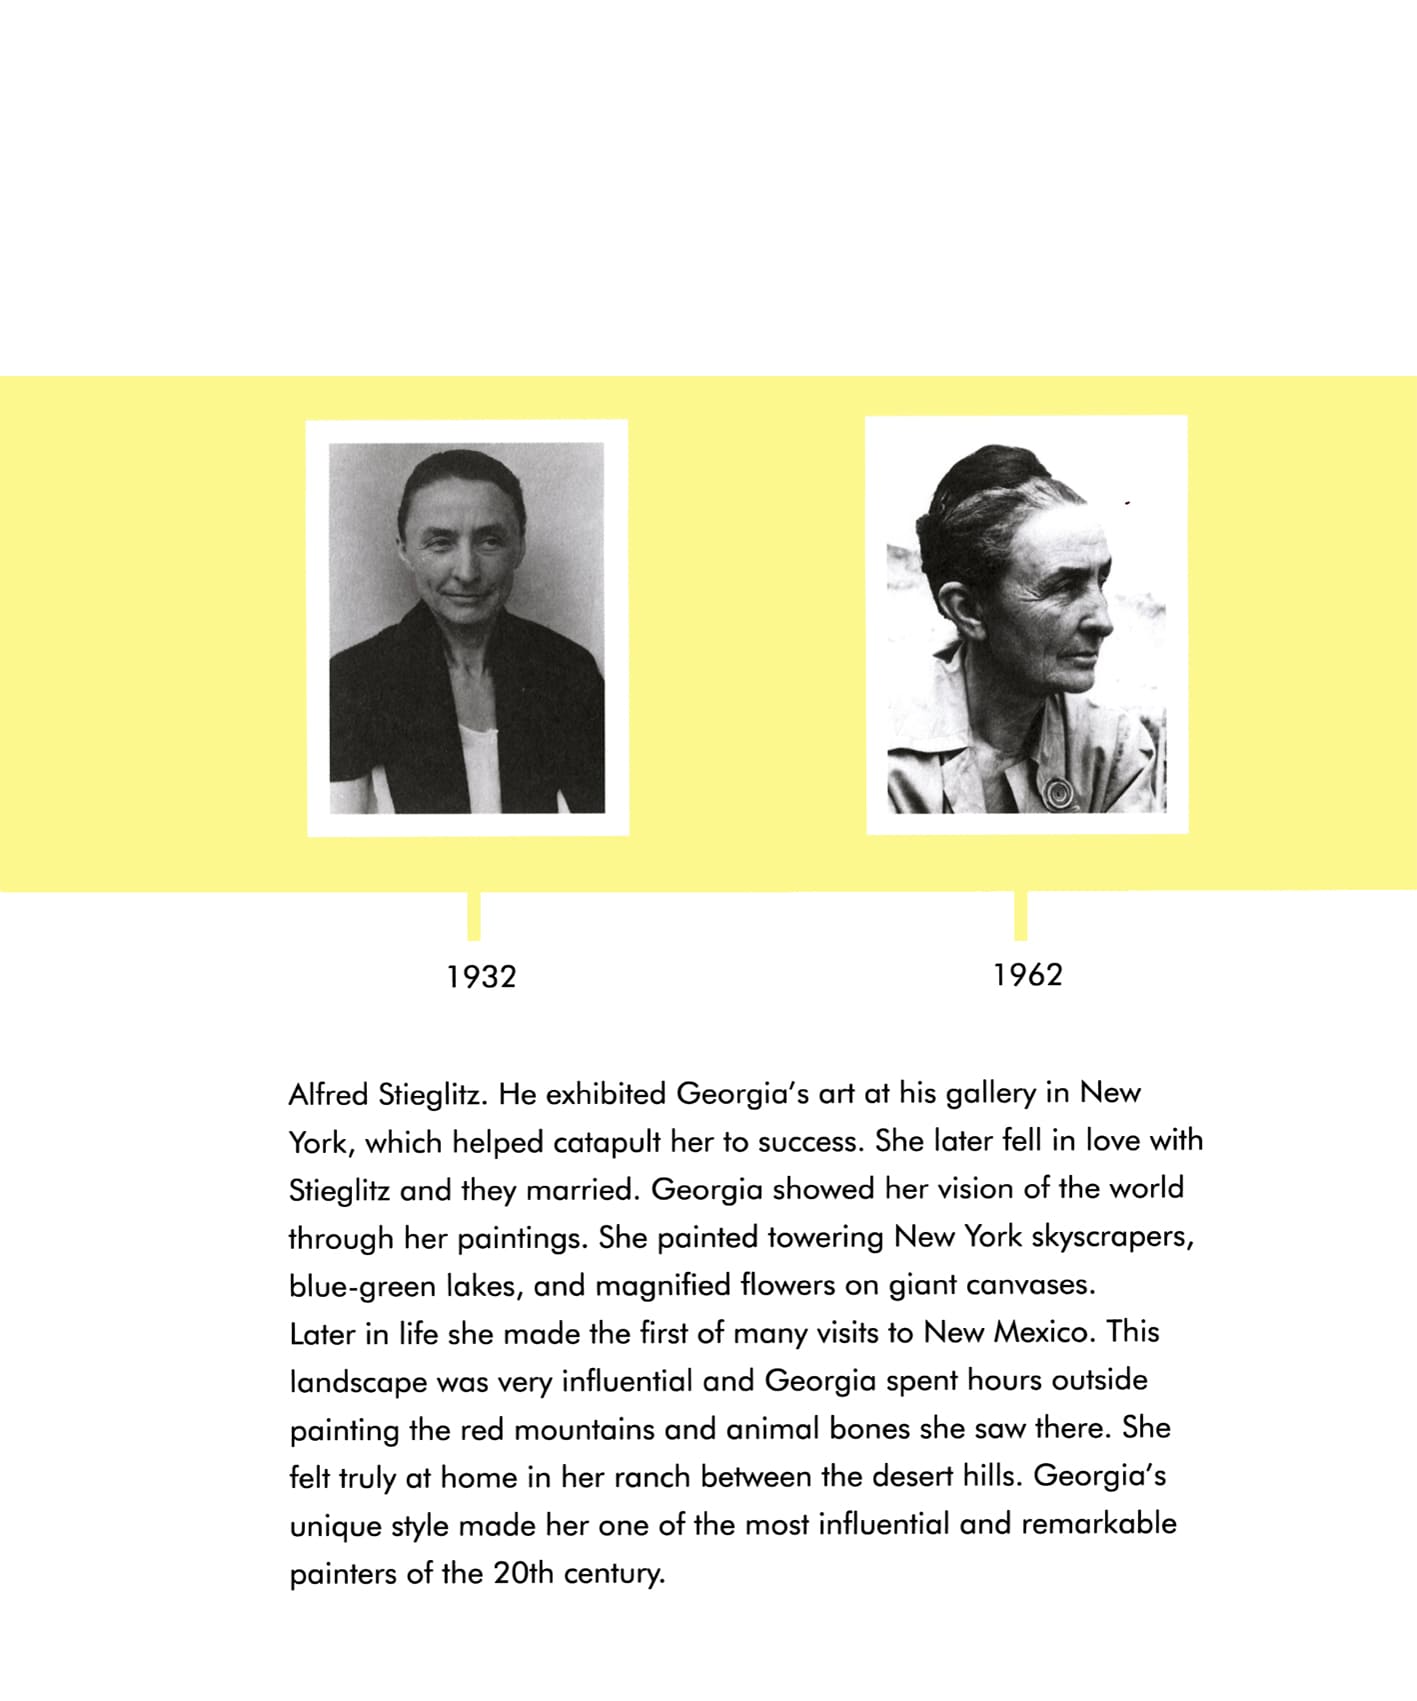 1932
1962
Alfred Stieglitz. He exhibited Georgia's art at his gallery in New
York, which helped catapult her to success. She later fell in love with
Stieglitz and they married. Georgia showed her vision of the world
through her paintings. She painted towering New York skyscrapers,
blue-green lakes, and magnified flowers on giant canvases.
Later in life she made the first of many visits to New Mexico. This
landscape was very influential and Georgia spent hours outside
painting the red mountains and animal bones she saw there. She
felt truly at home in her ranch between the desert hills. Georgia's
unique style made her one of the most influential and remarkable
painters of the 20th century.